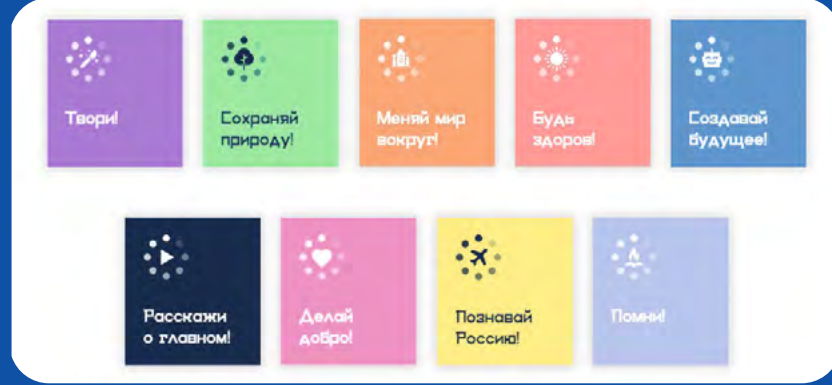 Твори!
Сохраняй
природу!
Меняй мир
вокруг!
Будь
здоров!
Создавай
будущее!
Расскажи
о главном!
Делай
добро!
Познавай
Россию!
Помни!